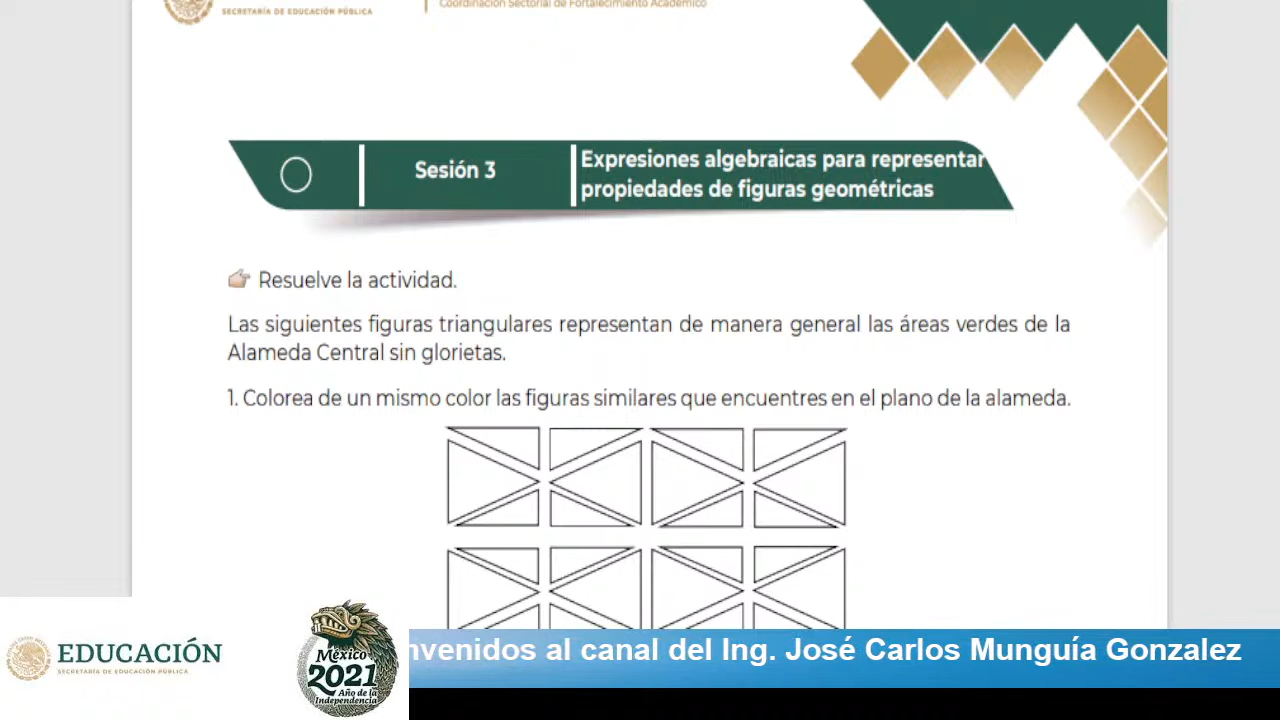 SECRETARÍA DE EDUCACIÓN PÚBLICA
Coordinación Sectorial de Fortalecimiento Académico
Sesión 3
Expresiones algebraicas para representar
propiedades de figuras geométricas
Resuelve la actividad.
Las siguientes figuras triangulares representan de manera general las áreas verdes de la
Alameda Central sin glorietas.
1. Colorea de un mismo color las figuras similares que encuentres en el plano de la alameda.
EDUCACIÓN
SECRETARÍA DE EDUCACIÓN PÚBLICA
México
2021
Año de la
Independencia
nvenidos al canal del Ing. José Carlos Munguía Gonzalez